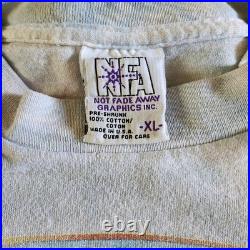 NFA
NOT FADE AWAY
GRAPHICS INC.
PRE-SHRUNK
100% COTTON/
COTON
MADE IN U.S.A.
OVER FOR CARE
-XL-